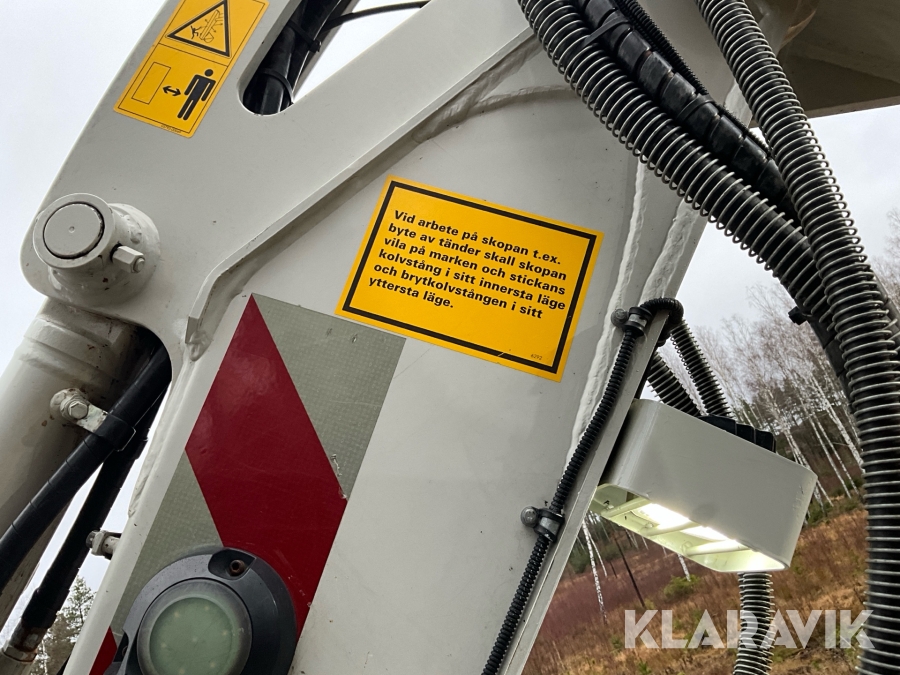 Vid arbete på skopan t.ex.
byte av tänder skall skopan
vila på marken och stickans
kolvstång i sitt innersta läge
och brytkolvstången i sitt
yttersta läge.
KLARAVIK